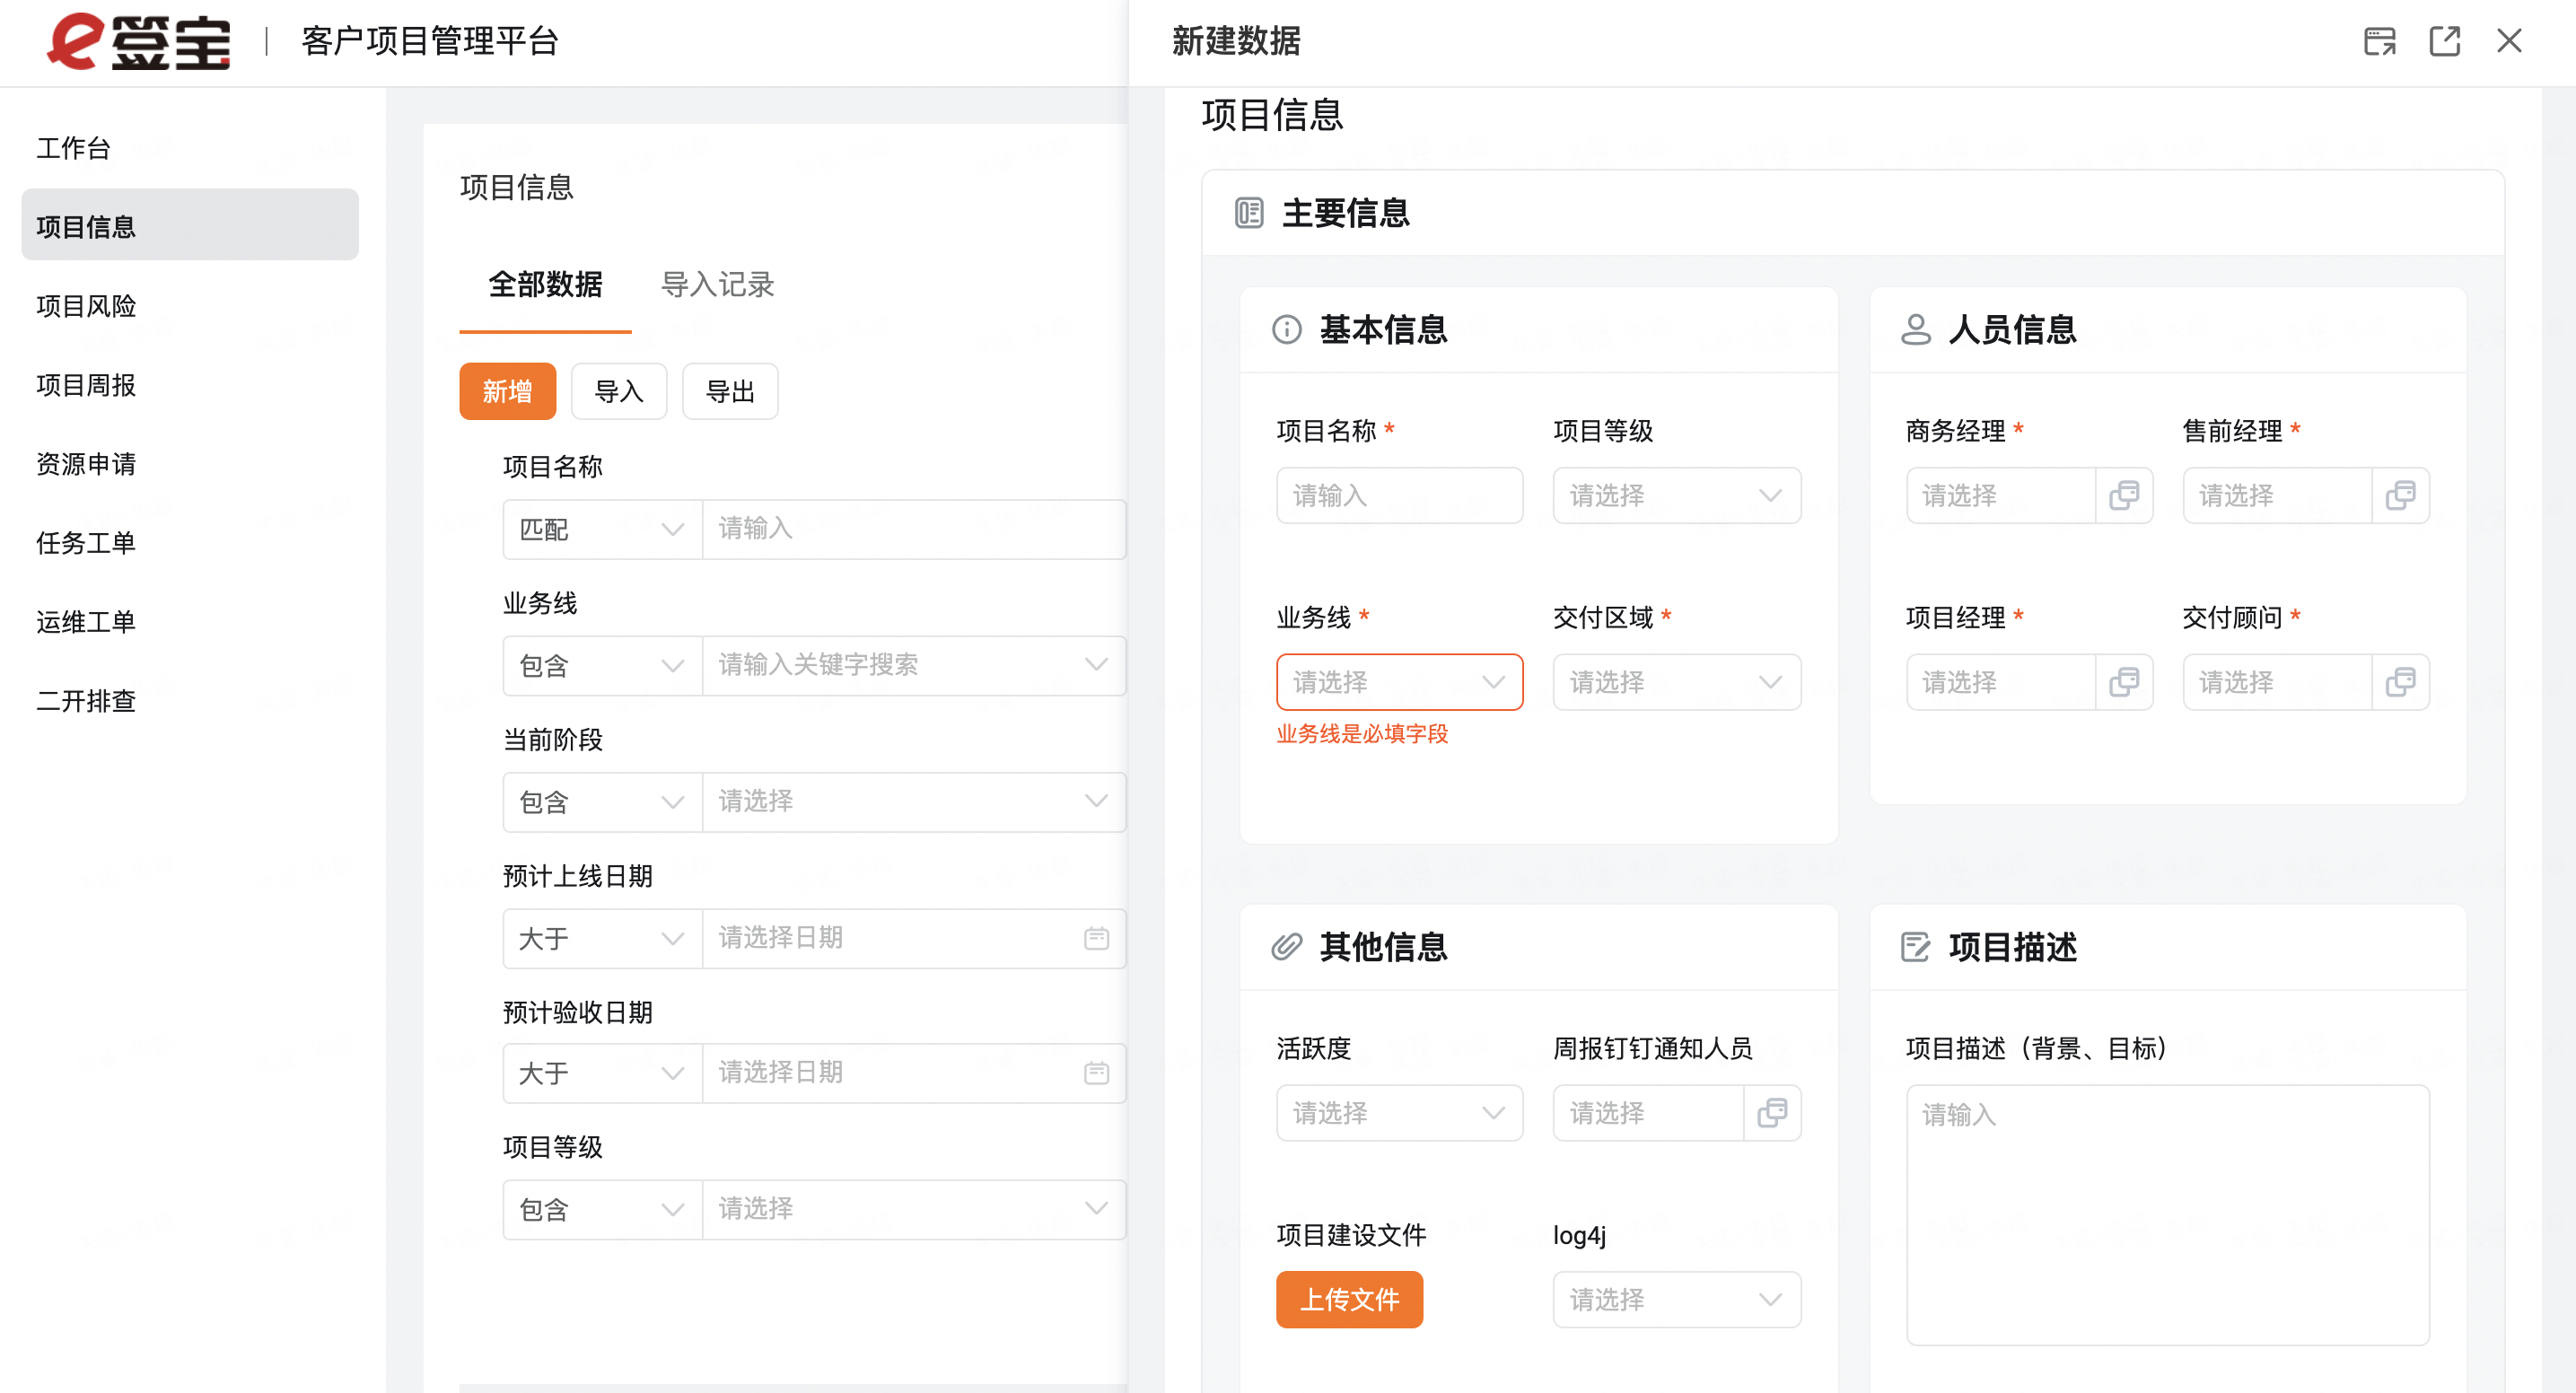 e签宝
客户项目管理平台
工作台
项目信息
项目风险
项目周报
资源申请
任务工单
运维工单
二开排查
项目信息
全部数据 导入记录
新增 导入 导出
项目名称
匹配 请输入
业务线
包含 请输入关键字搜索
当前阶段
包含 请选择
预计上线日期
大于 请选择日期
预计验收日期
大于 请选择日期
项目等级
包含 请选择
新建数据
项目信息
主要信息
基本信息
项目名称 * 项目等级
请输入 请选择
业务线 * 交付区域 *
请选择 请选择
业务线是必填字段
人员信息
商务经理 * 售前经理 *
请选择 请选择
项目经理 * 交付顾问 *
请选择 请选择
其他信息
活跃度 周报钉钉通知人员
请选择 请选择
项目建设文件 log4j
上传文件 请选择
项目描述
项目描述（背景、目标）
请输入